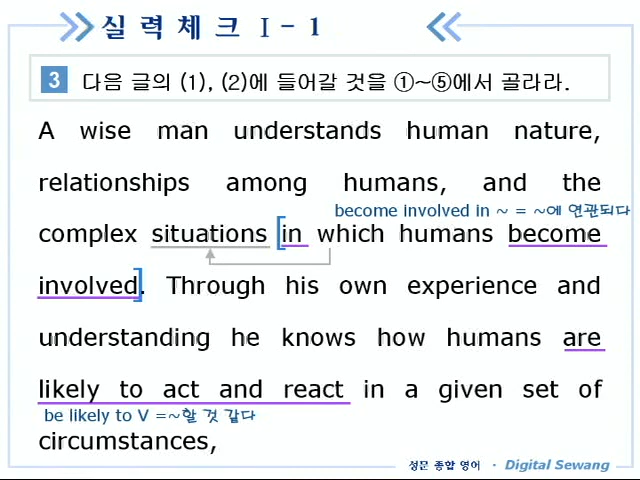 실력체크 I - 1
3 다음 글의 (1), (2)에 들어갈 것을 ①~⑤에서 골라라.
A wise man understands human nature,
relationships among humans, and the
become involved in ~ = ~에 연관되다
complex situations [in which humans become
involved]. Through his own experience and
understanding he knows how humans are
likely to act and react in a given set of
be likely to V =~할 것 같다
circumstances,
정문 종합 영어 · Digital Sewang